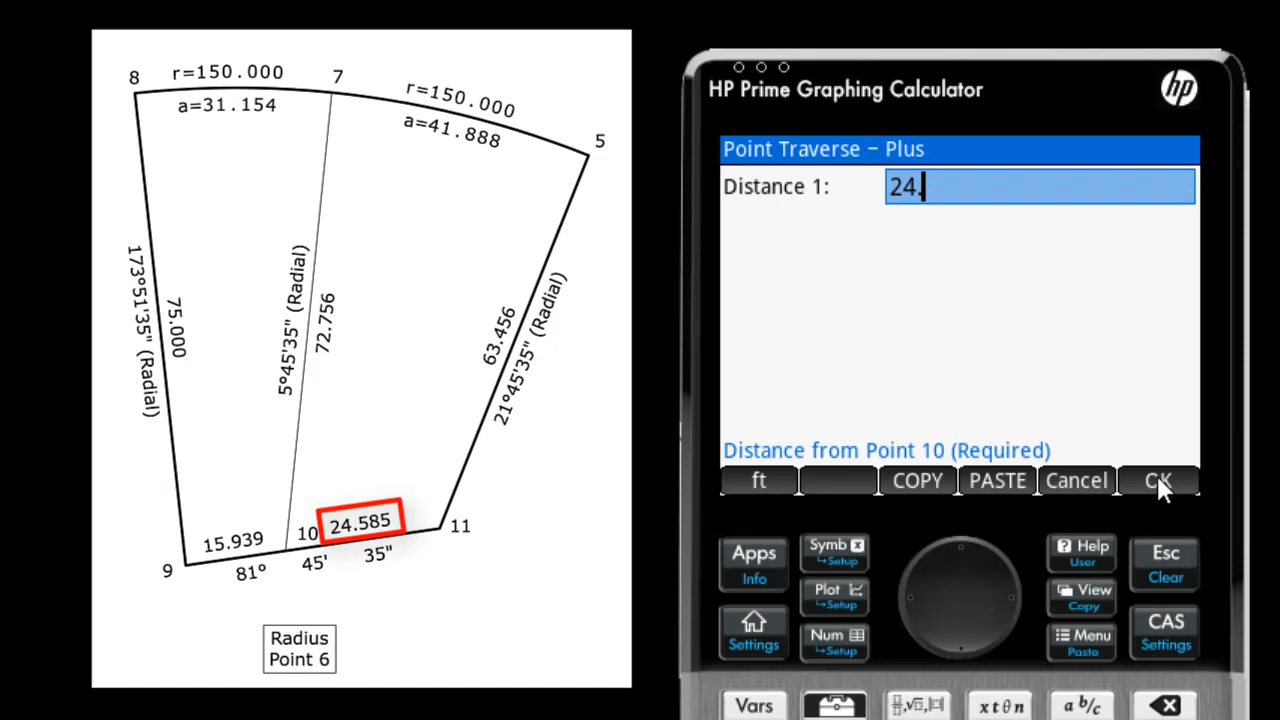 8
r=150.000
7
a=31.154
r=150.000
a=41.888
5
173°51'35" (Radial)
75.000
5°45'35" (Radial)
72.756
63.456
21°45'35" (Radial)
15.939
10
24.585
11
9
81°
45'
35"
Radius
Point 6
HP Prime Graphing Calculator
hp
Point Traverse – Plus
Distance 1:
24.
Distance from Point 10 (Required)
ft
COPY
PASTE
Cancel
OK
Apps
Info
Symb
↪Setup
Help
User
Esc
Clear
Plot
↪Setup
View
Copy
Settings
Num
↪Setup
Menu
Paste
CAS
Settings
Vars
x t θ n
a b/c